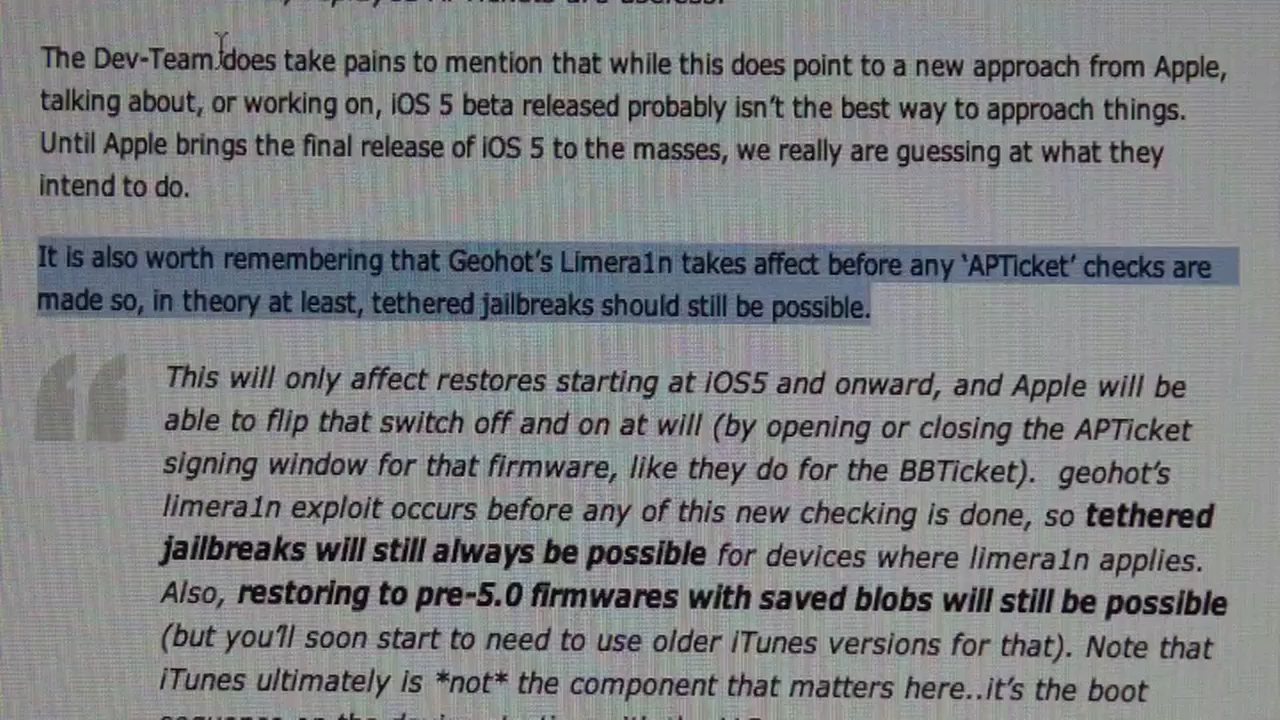 The Dev-Team does take pains to mention that while this does point to a new approach from Apple,
talking about, or working on, iOS 5 beta released probably isn't the best way to approach things.
Until Apple brings the final release of iOS 5 to the masses, we really are guessing at what they
intend to do.
It is also worth remembering that Geohot's Limera1n takes affect before any 'APTicket' checks are
made so, in theory at least, tethered jailbreaks should still be possible.
This will only affect restores starting at iOS5 and onward, and Apple will be
able to flip that switch off and on at will (by opening or closing the APTicket
signing window for that firmware, like they do for the BBTicket). geohot's
limera1n exploit occurs before any of this new checking is done, so tethered
jailbreaks will still always be possible for devices where limera1n applies.
Also, restoring to pre-5.0 firmwares with saved blobs will still be possible
(but you'll soon start to need to use older iTunes versions for that). Note that
iTunes ultimately is *not* the component that matters here..it's the boot